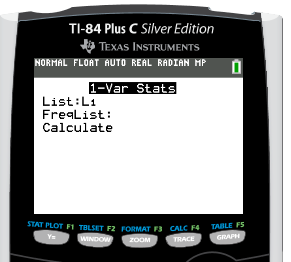 TI-84 Plus C Silver Edition
TEXAS INSTRUMENTS
NORMAL FLOAT AUTO REAL RADIAN MP
1-Var Stats
List:L1
FreqList:
Calculate
STAT PLOT F1 TBLSET F2 FORMAT F3 CALC F4 TABLE F5
Y= WINDOW ZOOM TRACE GRAPH